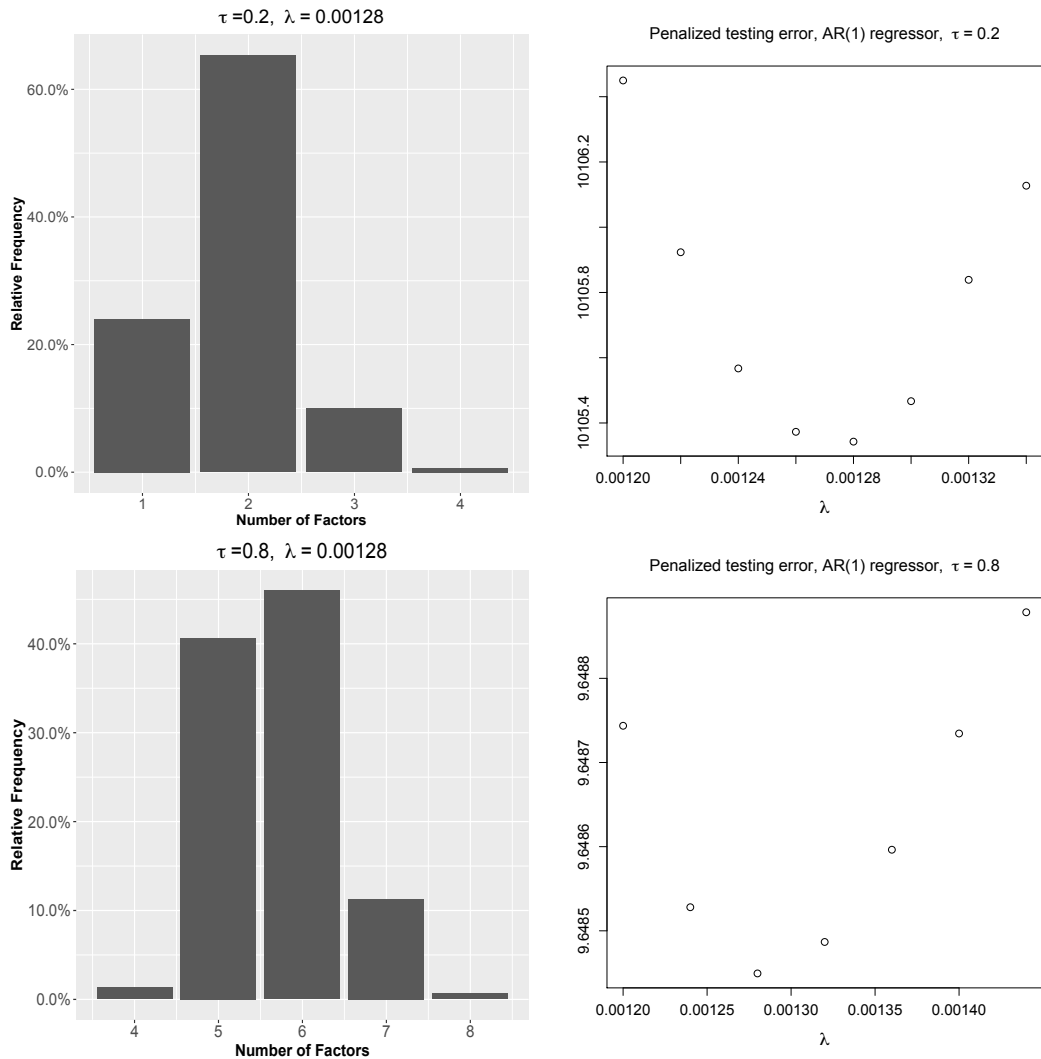 τ =0.2, λ = 0.00128
Relative Frequency
60.0%
40.0%
20.0%
0.0%
1 2 3 4
Number of Factors
Penalized testing error, AR(1) regressor, τ = 0.2
10106.2
10105.8
10105.4
0.00120 0.00124 0.00128 0.00132
λ
τ =0.8, λ = 0.00128
Relative Frequency
40.0%
30.0%
20.0%
10.0%
0.0%
4 5 6 7 8
Number of Factors
Penalized testing error, AR(1) regressor, τ = 0.8
9.6488
9.6487
9.6486
9.6485
0.00120 0.00125 0.00130 0.00135 0.00140
λ